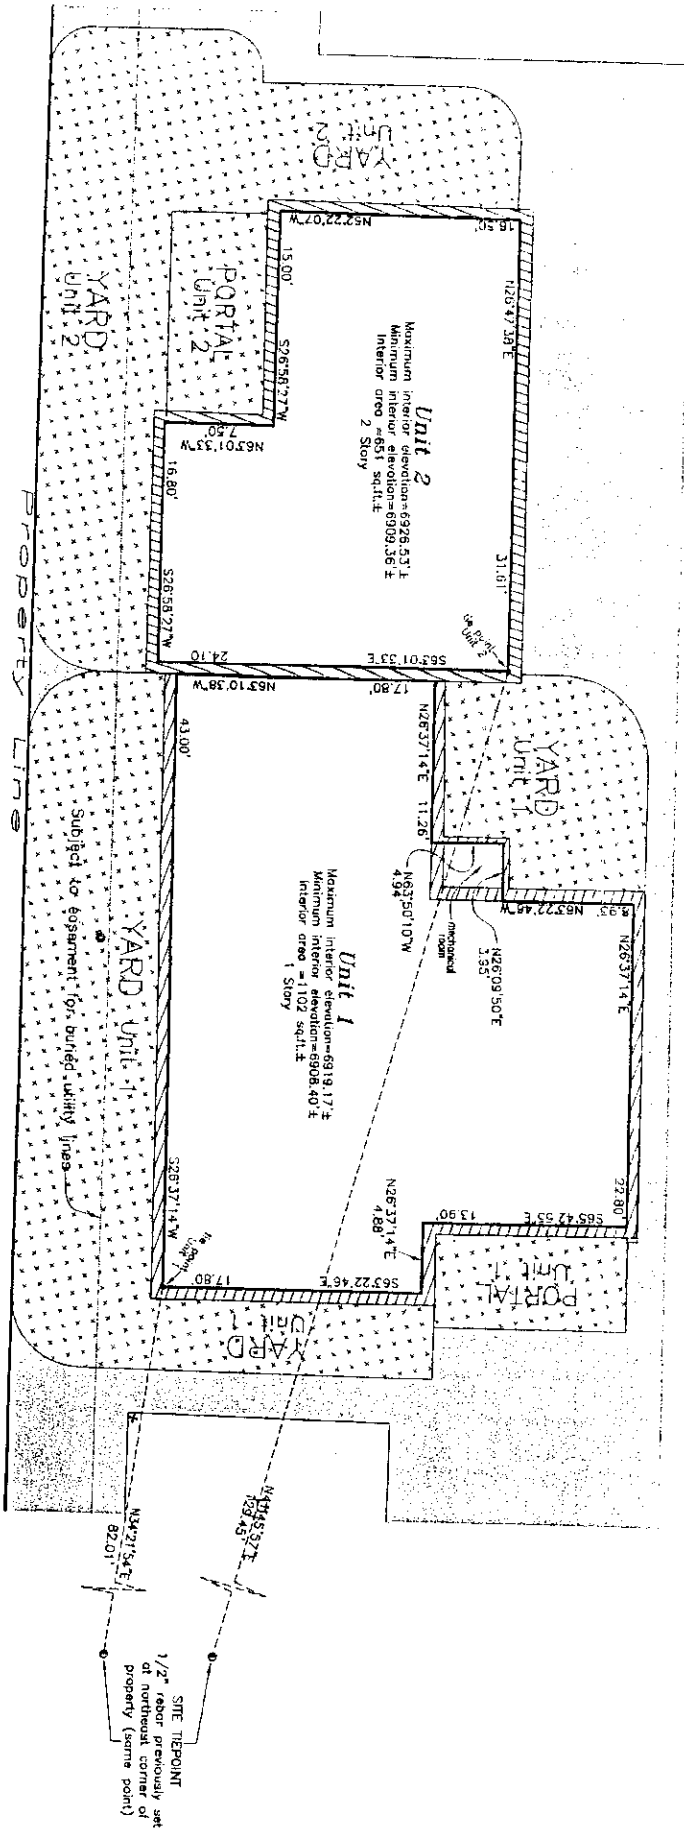 YARD
Unit 2
N52°22'07"W
16.50'
15.00'
N26°47'38"E
PORTAL
Unit 2
YARD
Unit 2
S26°58'27"W
7.50'
N63°01'33"W
Unit 2
Maximum interior elevation=6926.53'±
Minimum interior elevation=6909.36'±
Interior area =651 sq.ft.±
2 Story
16.80'
S26°58'27"W
31.61'
tie point
Unit 2
24.10
S63°01'33"E
Property Line
N63°10'38"W
17.80'
43.00'
N26°37'14"E
11.26'
YARD
Unit 1
N63°50'10"W
4.94'
mechanical
room
N26°09'50"E
3.95'
N63°22'46"W
8.93'
N26°37'14"E
Unit 1
Maximum interior elevation=6919.17'±
Minimum interior elevation=6908.40'±
Interior area =1102 sq.ft.±
1 Story
Subject to easement for buried utility lines
YARD Unit 1
S26°37'14"W
tie point
N26°37'14"E
4.88'
13.90'
S65°42'55"E
22.80'
17.80'
S63°22'46"E
PORTAL
Unit 1
YARD
Unit 1
N34°21'54"E
82.01'
129.45'
SITE TIEPOINT
1/2" rebar previously set
at northeast corner of
property (same point)